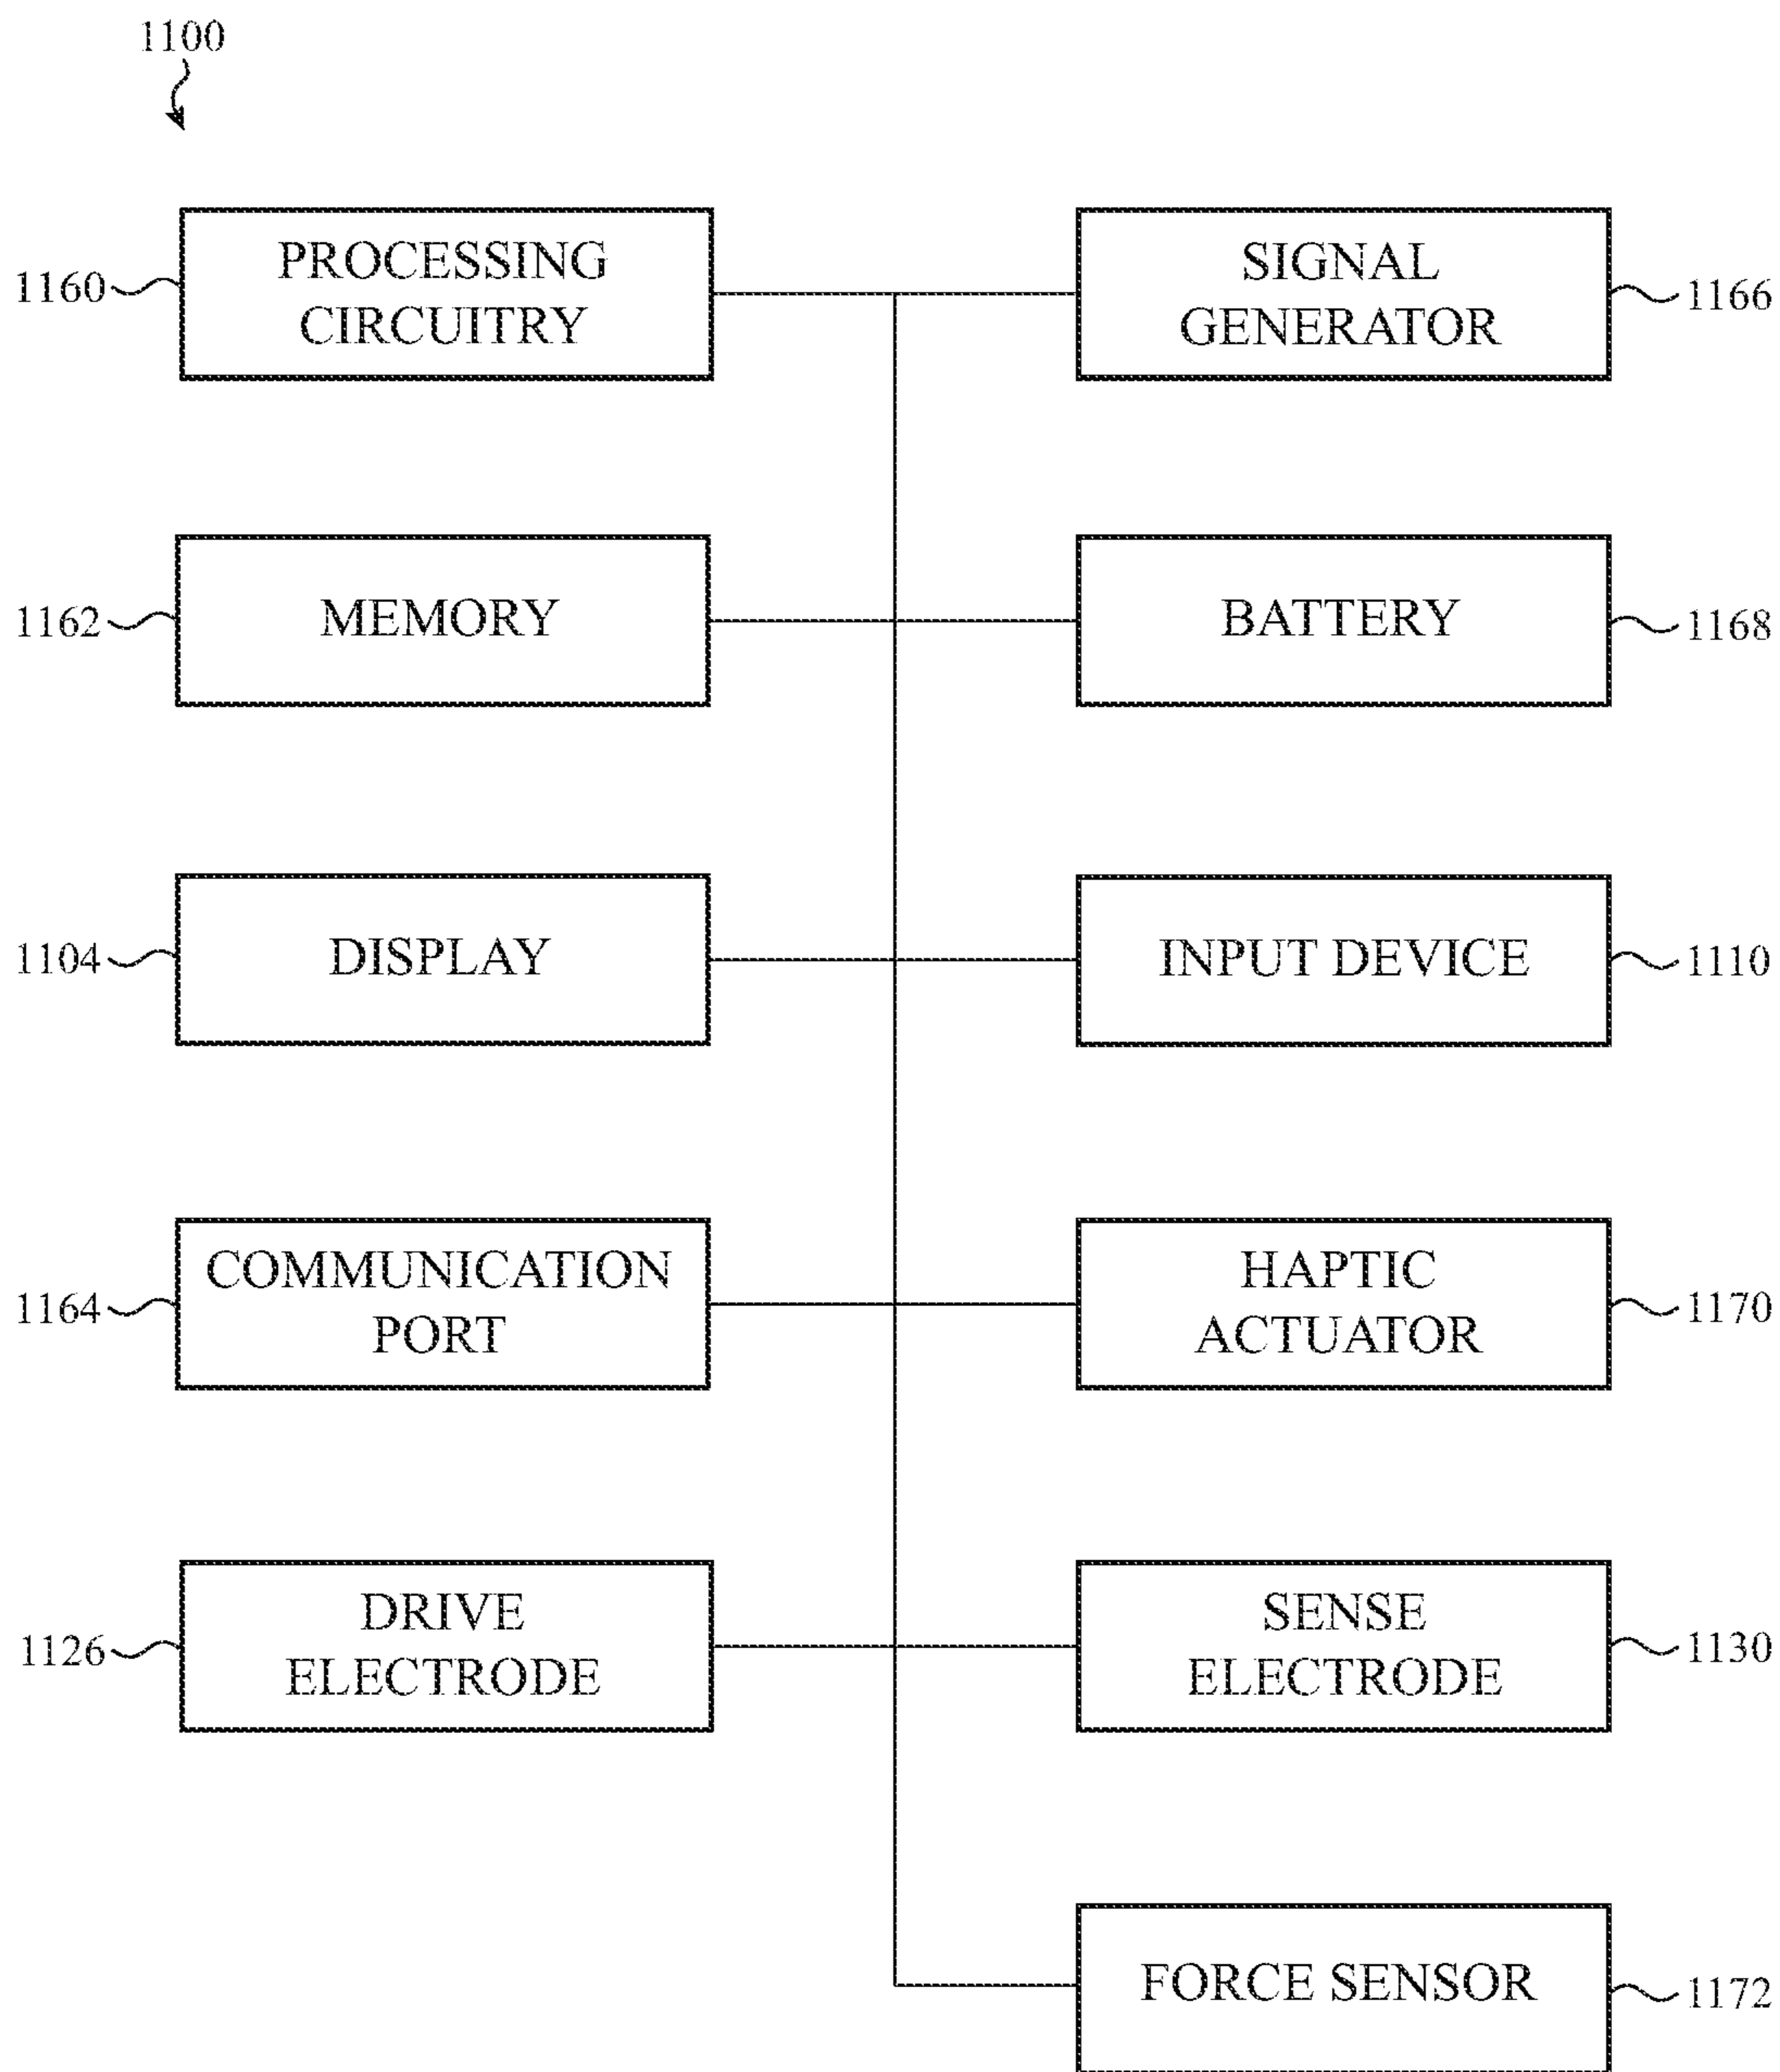 1100
PROCESSING
CIRCUITRY
1160
SIGNAL
GENERATOR
1166
MEMORY
1162
BATTERY
1168
DISPLAY
1104
INPUT DEVICE
1110
COMMUNICATION
PORT
1164
HAPTIC
ACTUATOR
1170
DRIVE
ELECTRODE
1126
SENSE
ELECTRODE
1130
FORCE SENSOR
1172